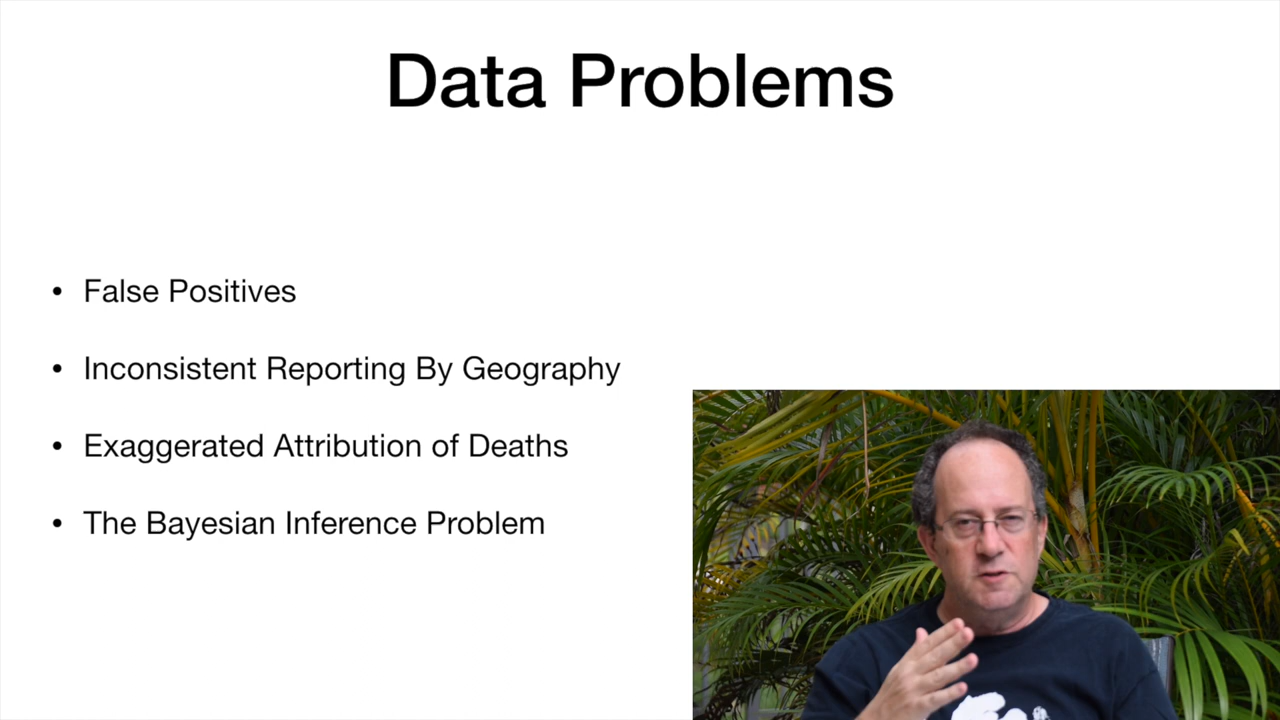 Data Problems
• False Positives
• Inconsistent Reporting By Geography
• Exaggerated Attribution of Deaths
• The Bayesian Inference Problem